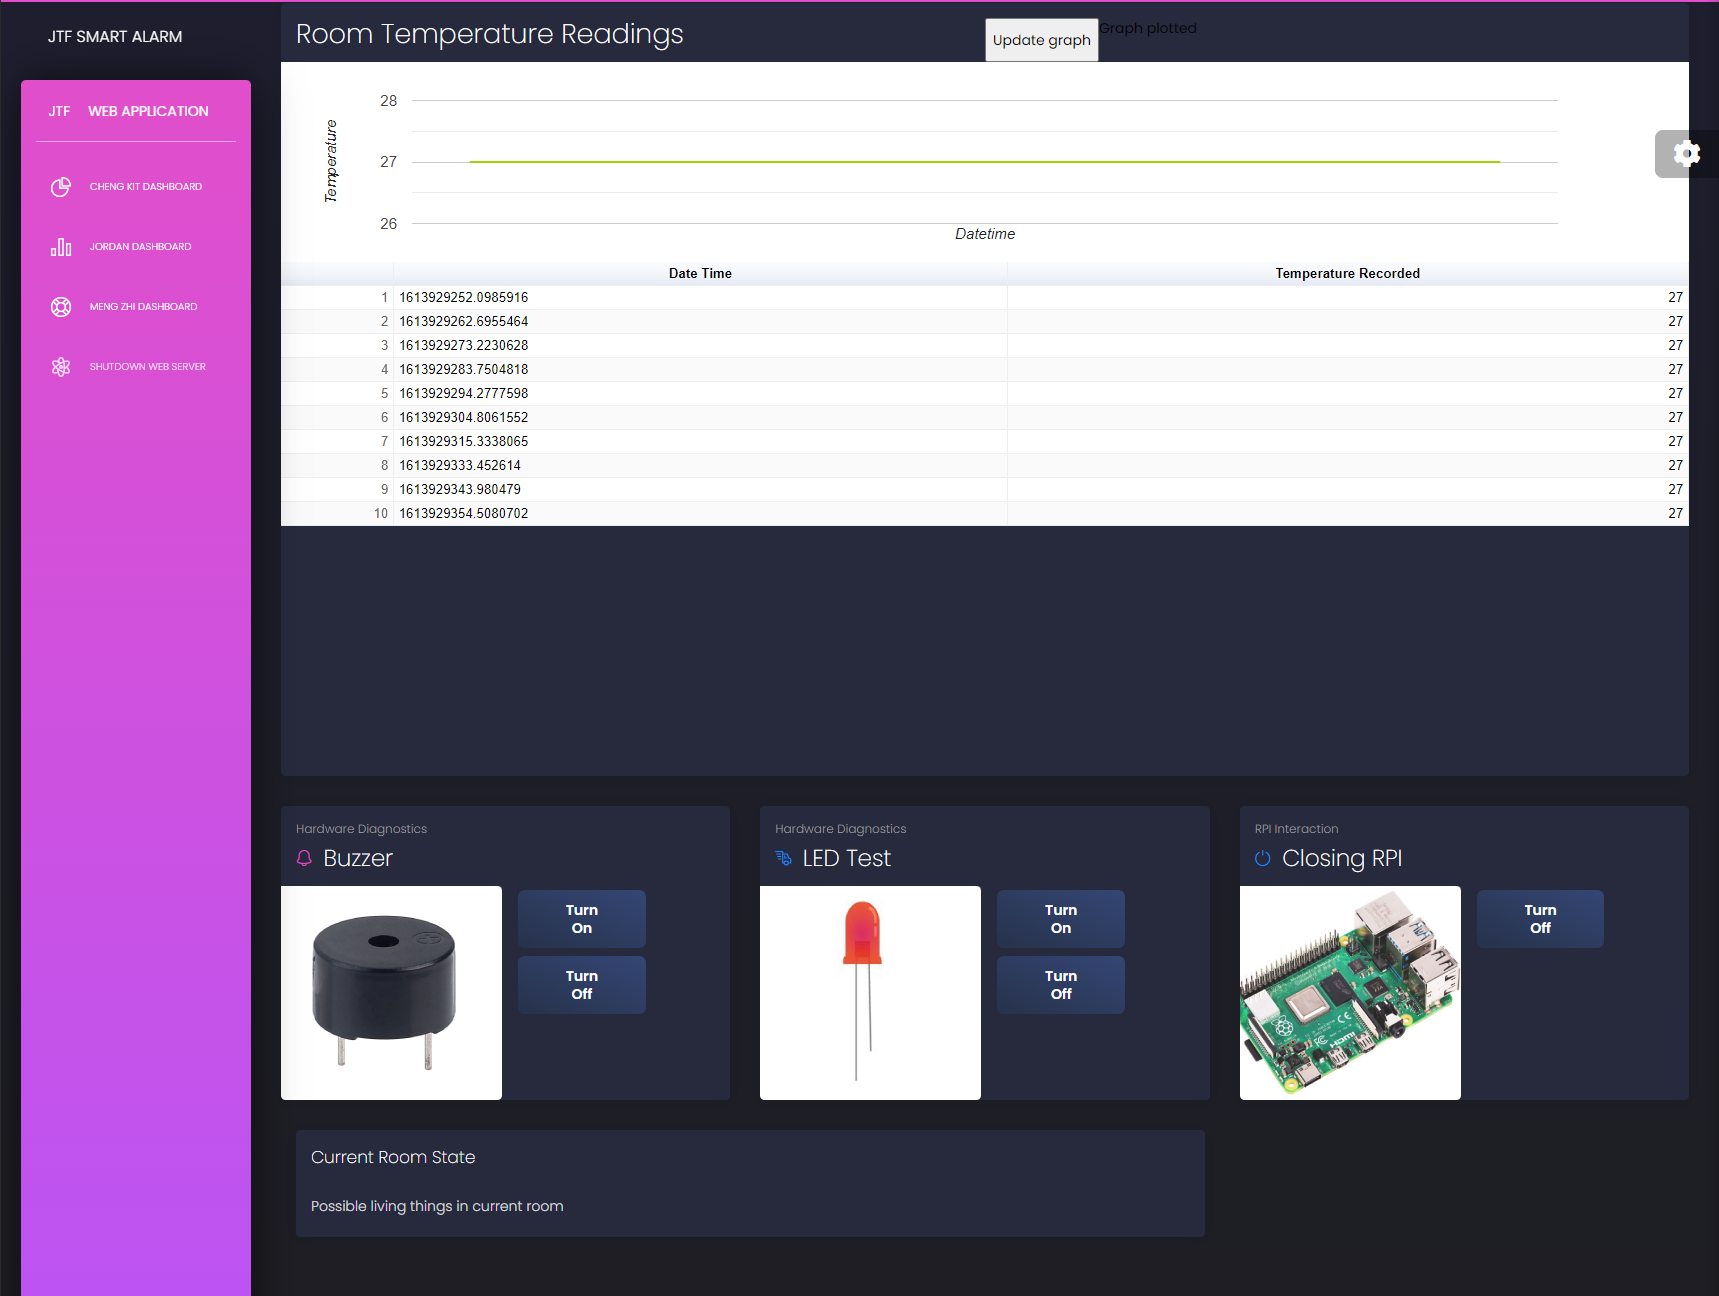 JTF SMART ALARM
JTF WEB APPLICATION
CHENG KIT DASHBOARD
JORDAN DASHBOARD
MENG ZHI DASHBOARD
SHUTDOWN WEB SERVER
Room Temperature Readings
Update graph
Graph plotted
Temperature
28
27
26
Datetime
Date Time Temperature Recorded
1 1613929252.0985916 27
2 1613929262.6955464 27
3 1613929273.2230628 27
4 1613929283.7504818 27
5 1613929294.2777598 27
6 1613929304.8061552 27
7 1613929315.3338065 27
8 1613929333.452614 27
9 1613929343.980479 27
10 1613929354.5080702 27
Hardware Diagnostics
Buzzer
Turn
On
Turn
Off
Hardware Diagnostics
LED Test
Turn
On
Turn
Off
RPI Interaction
Closing RPI
HDMI
FC CE
Turn
Off
Current Room State
Possible living things in current room